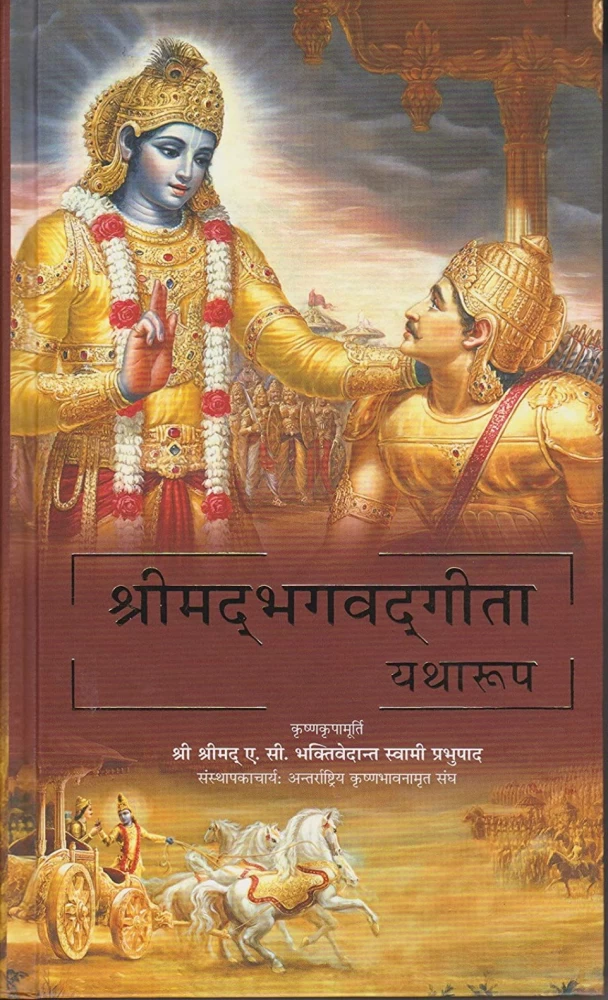 श्रीमद्भगवद्गीता
यथारूप
कृष्णकृपामूर्ति
श्री श्रीमद् ए. सी. भक्तिवेदान्त स्वामी प्रभुपाद
संस्थापकाचार्य: अन्तर्राष्ट्रिय कृष्णभावनामृत संघ